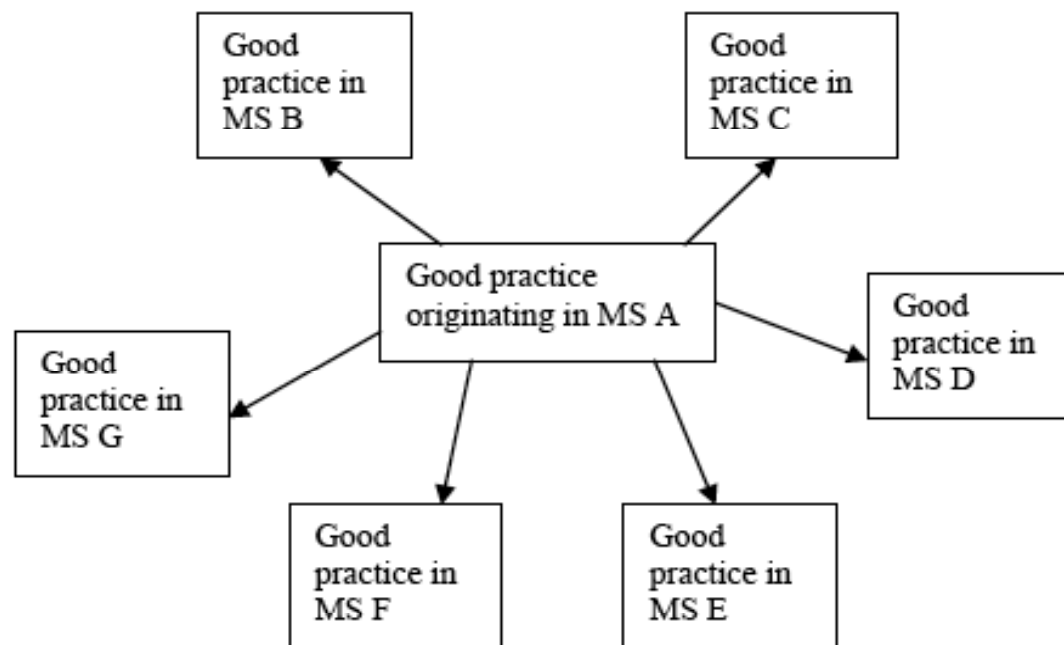 Good
practice in
MS B
Good
practice in
MS C
Good practice
originating in MS A
Good
practice in
MS D
Good
practice in
MS G
Good
practice in
MS F
Good
practice in
MS E